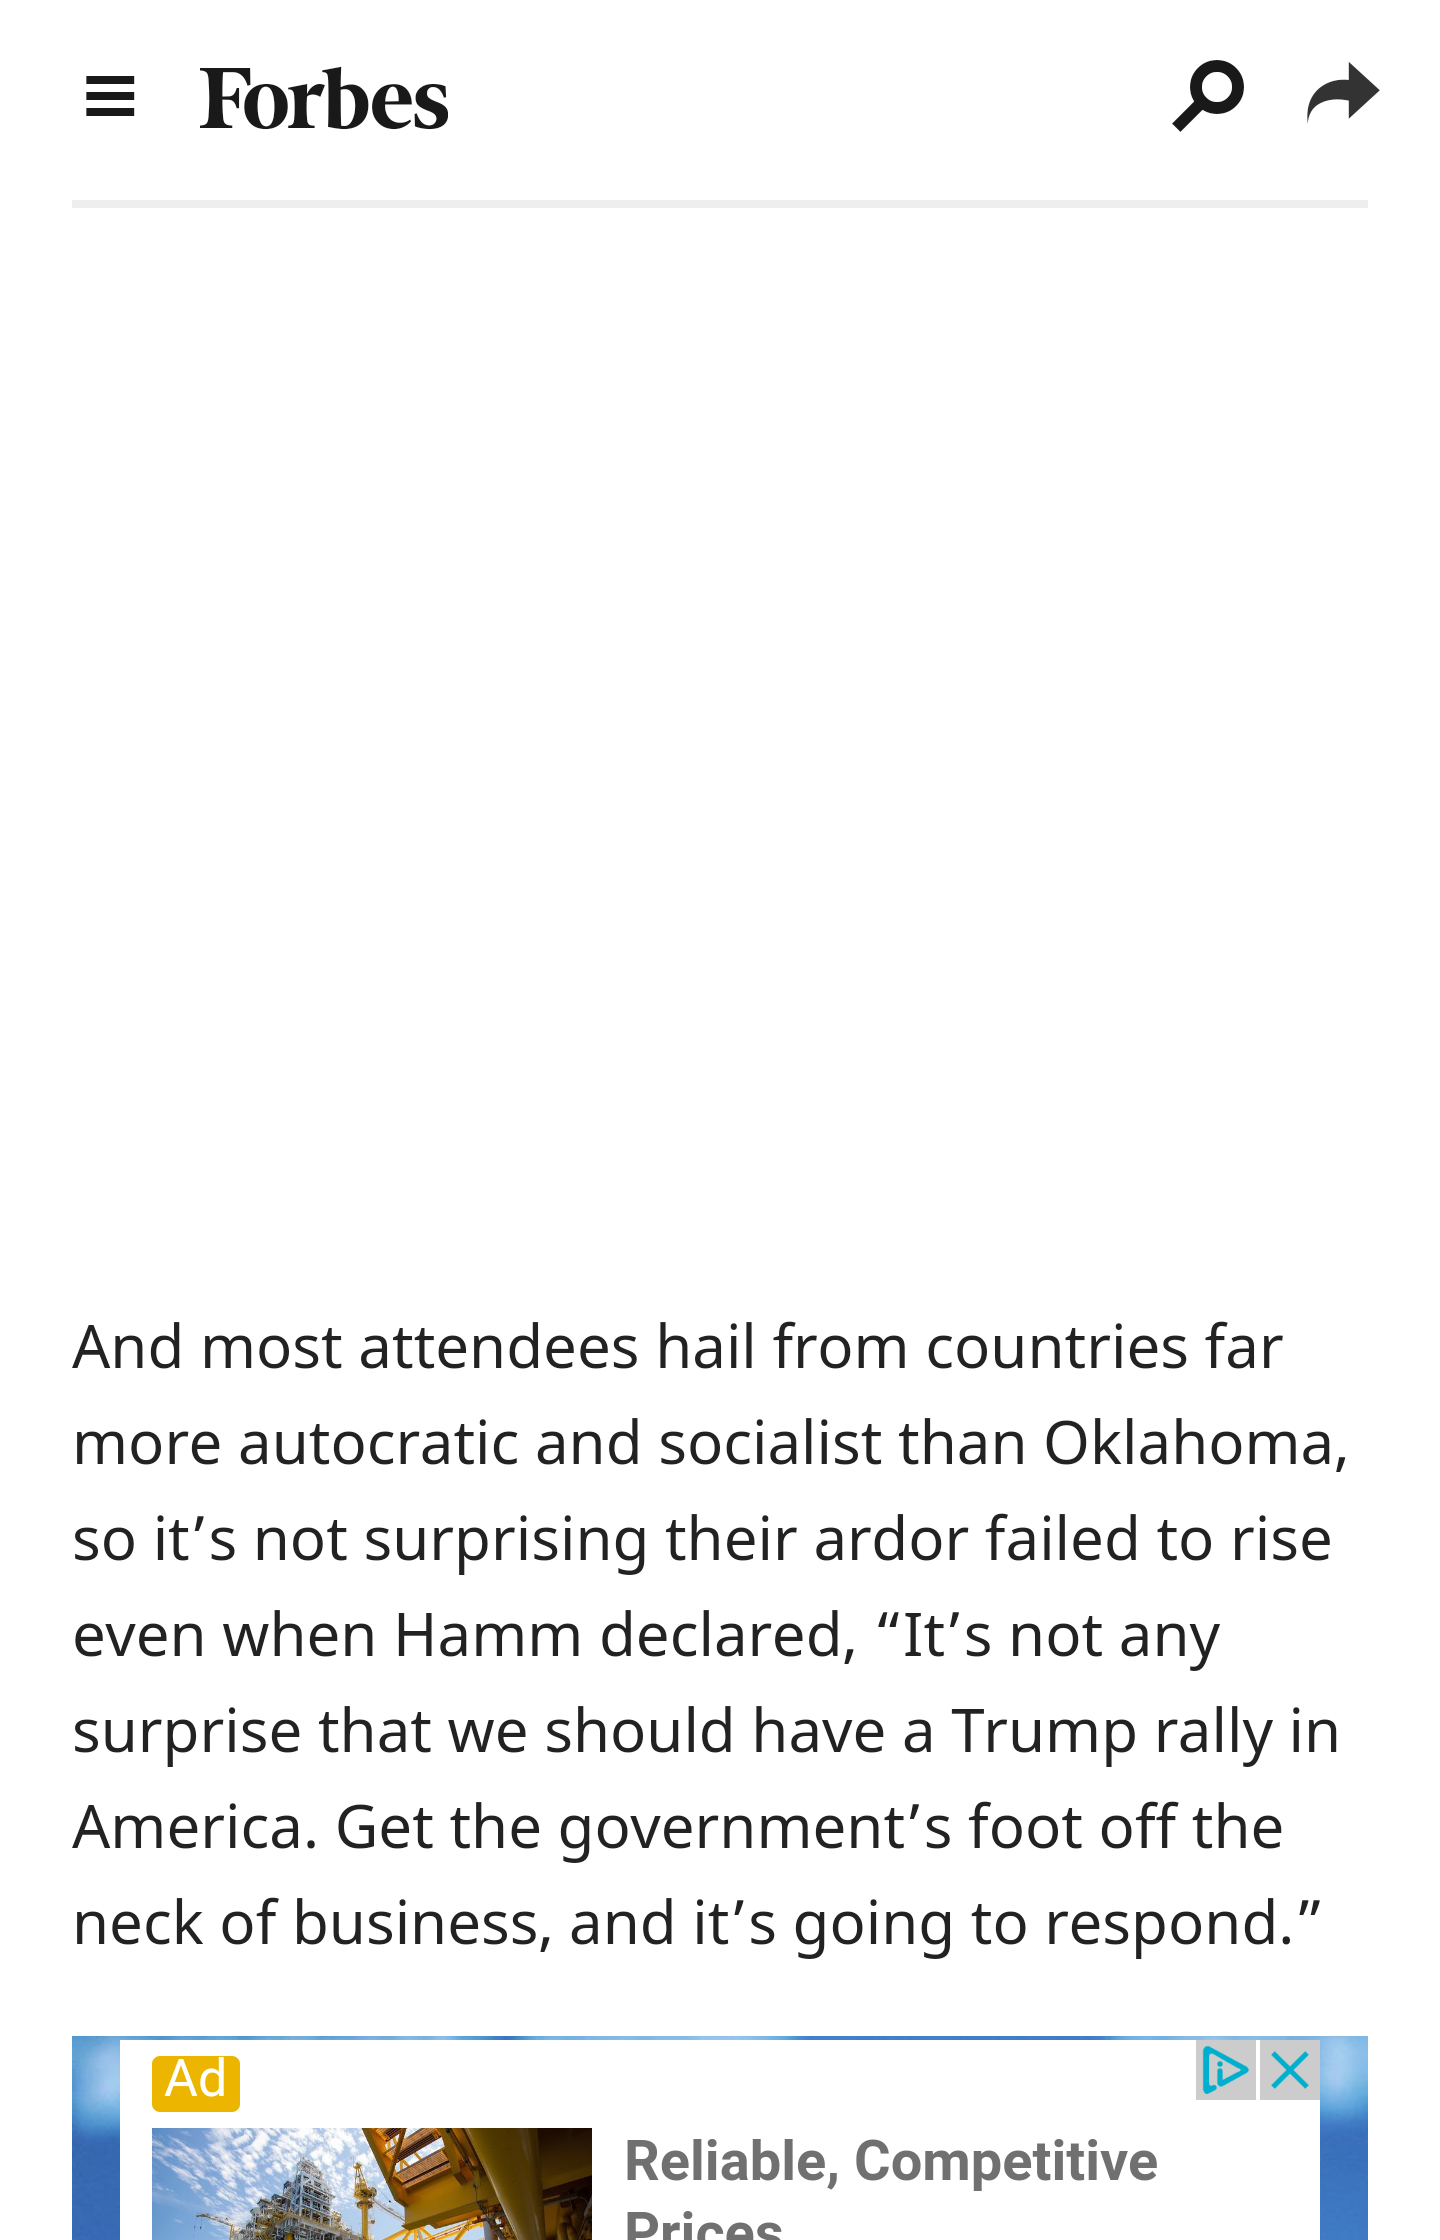 Forbes
And most attendees hail from countries far
more autocratic and socialist than Oklahoma,
so it’s not surprising their ardor failed to rise
even when Hamm declared, “It’s not any
surprise that we should have a Trump rally in
America. Get the government’s foot off the
neck of business, and it’s going to respond.”
Ad
Reliable, Competitive
Prices